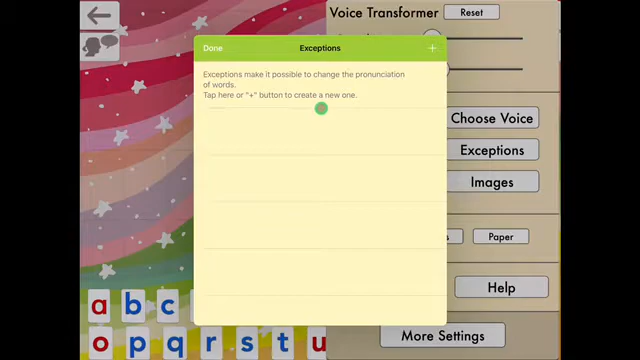 Voice Transformer Reset
Done Exceptions +
Exceptions make it possible to change the pronunciation
of words.
Tap here or "+" button to create a new one.
Choose Voice
Exceptions
Images
s Paper
Help
a b c
o p q r s t u
More Settings